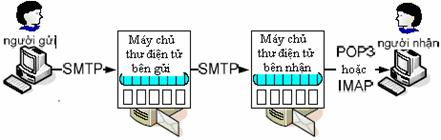 người gửi
SMTP
Máy chủ
thư điện tử
bên gửi
SMTP
Máy chủ
thư điện tử
bên nhận
POP3
hoặc
IMAP
người nhận